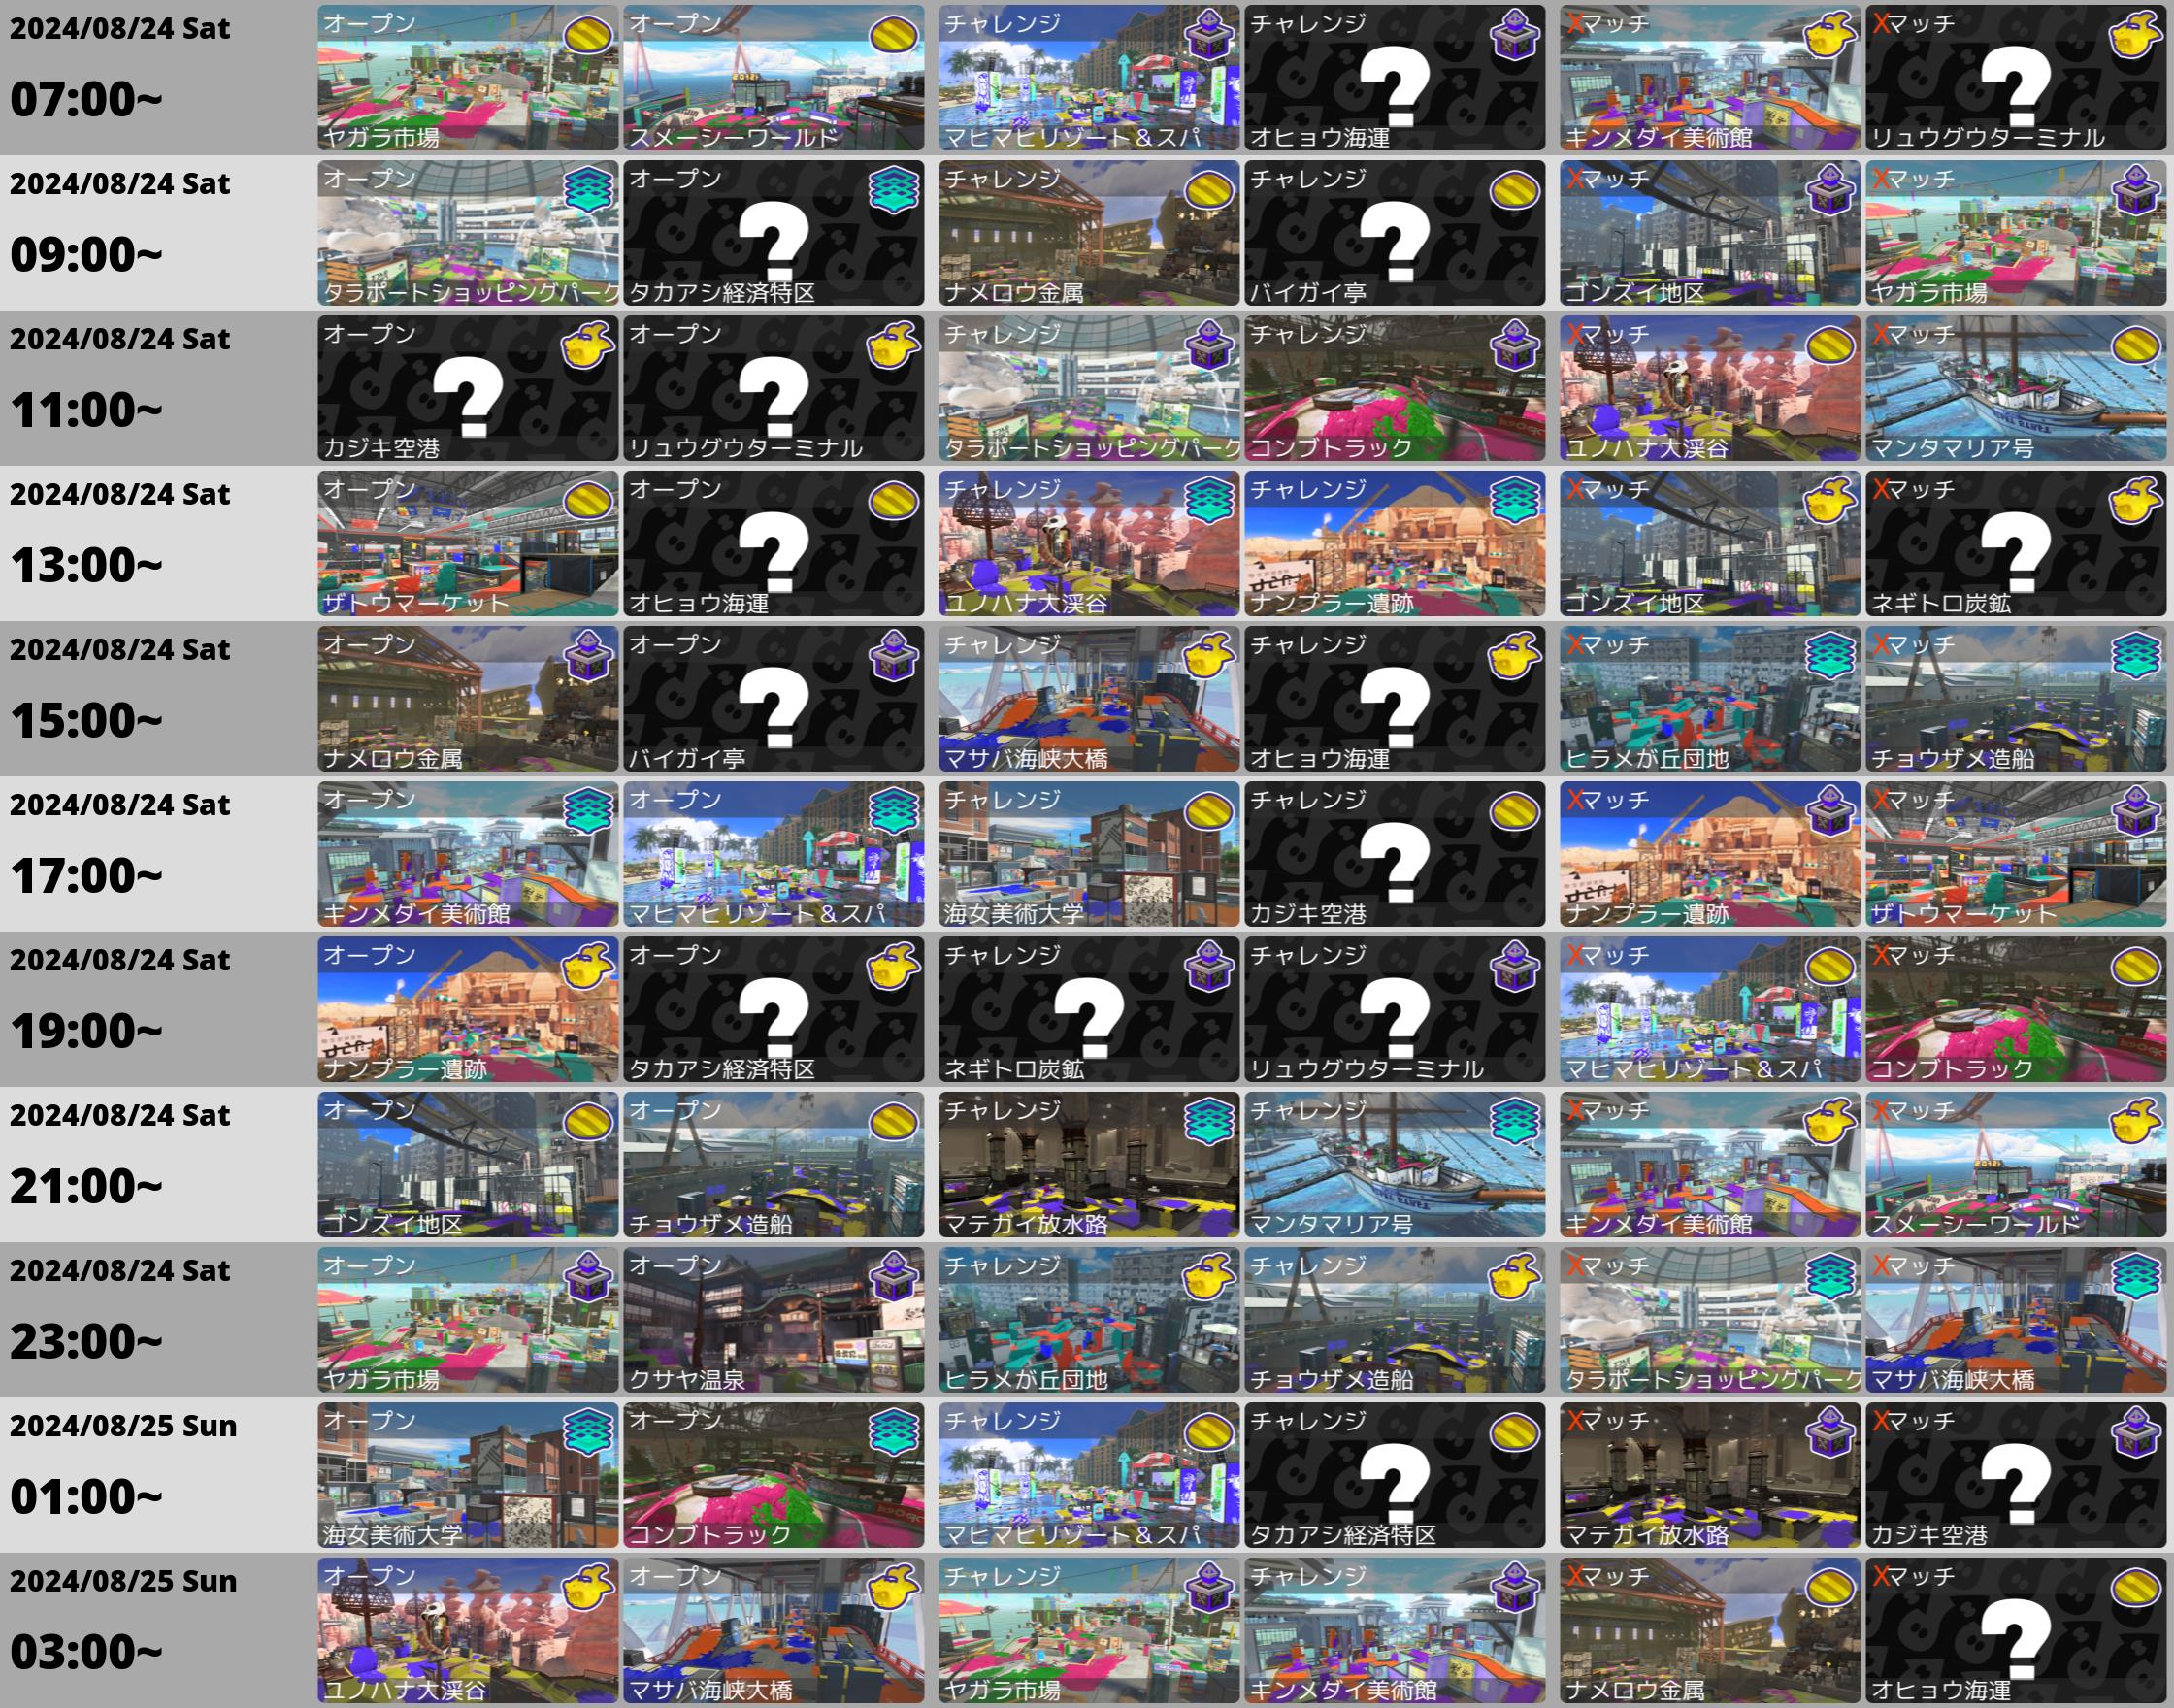 2024/08/24 Sat
07:00~
オープン
ヤガラ市場
オープン
スメーシーワールド
チャレンジ
マヒマヒリゾート＆スパ
チャレンジ
?
オヒョウ海運
Xマッチ
キンメダイ美術館
Xマッチ
?
リュウグウターミナル
2024/08/24 Sat
09:00~
オープン
タラポートショッピングパーク
オープン
?
タカアシ経済特区
チャレンジ
ナメロウ金属
チャレンジ
?
バイガイ亭
Xマッチ
ゴンズイ地区
Xマッチ
ヤガラ市場
2024/08/24 Sat
11:00~
オープン
?
カジキ空港
オープン
?
リュウグウターミナル
チャレンジ
タラポートショッピングパーク
チャレンジ
コンブトラック
Xマッチ
ユノハナ大渓谷
Xマッチ
マンタマリア号
2024/08/24 Sat
13:00~
オープン
ザトウマーケット
オープン
?
オヒョウ海運
チャレンジ
ユノハナ大渓谷
チャレンジ
ナンプラー遺跡
Xマッチ
ゴンズイ地区
Xマッチ
?
ネギトロ炭鉱
2024/08/24 Sat
15:00~
オープン
ナメロウ金属
オープン
?
バイガイ亭
チャレンジ
マサバ海峡大橋
チャレンジ
?
オヒョウ海運
Xマッチ
ヒラメが丘団地
Xマッチ
チョウザメ造船
2024/08/24 Sat
17:00~
オープン
キンメダイ美術館
オープン
マヒマヒリゾート＆スパ
チャレンジ
海女美術大学
チャレンジ
?
カジキ空港
Xマッチ
ナンプラー遺跡
Xマッチ
ザトウマーケット
2024/08/24 Sat
19:00~
オープン
ナンプラー遺跡
オープン
?
タカアシ経済特区
チャレンジ
?
ネギトロ炭鉱
チャレンジ
?
リュウグウターミナル
Xマッチ
マヒマヒリゾート＆スパ
Xマッチ
コンブトラック
2024/08/24 Sat
21:00~
オープン
ゴンズイ地区
オープン
チョウザメ造船
チャレンジ
マテガイ放水路
チャレンジ
マンタマリア号
Xマッチ
キンメダイ美術館
Xマッチ
スメーシーワールド
2024/08/24 Sat
23:00~
オープン
ヤガラ市場
オープン
クサヤ温泉
チャレンジ
ヒラメが丘団地
チャレンジ
チョウザメ造船
Xマッチ
タラポートショッピングパーク
Xマッチ
マサバ海峡大橋
2024/08/25 Sun
01:00~
オープン
海女美術大学
オープン
コンブトラック
チャレンジ
マヒマヒリゾート＆スパ
チャレンジ
?
タカアシ経済特区
Xマッチ
マテガイ放水路
Xマッチ
?
カジキ空港
2024/08/25 Sun
03:00~
オープン
ユノハナ大渓谷
オープン
マサバ海峡大橋
チャレンジ
ヤガラ市場
チャレンジ
キンメダイ美術館
Xマッチ
ナメロウ金属
Xマッチ
?
オヒョウ海運